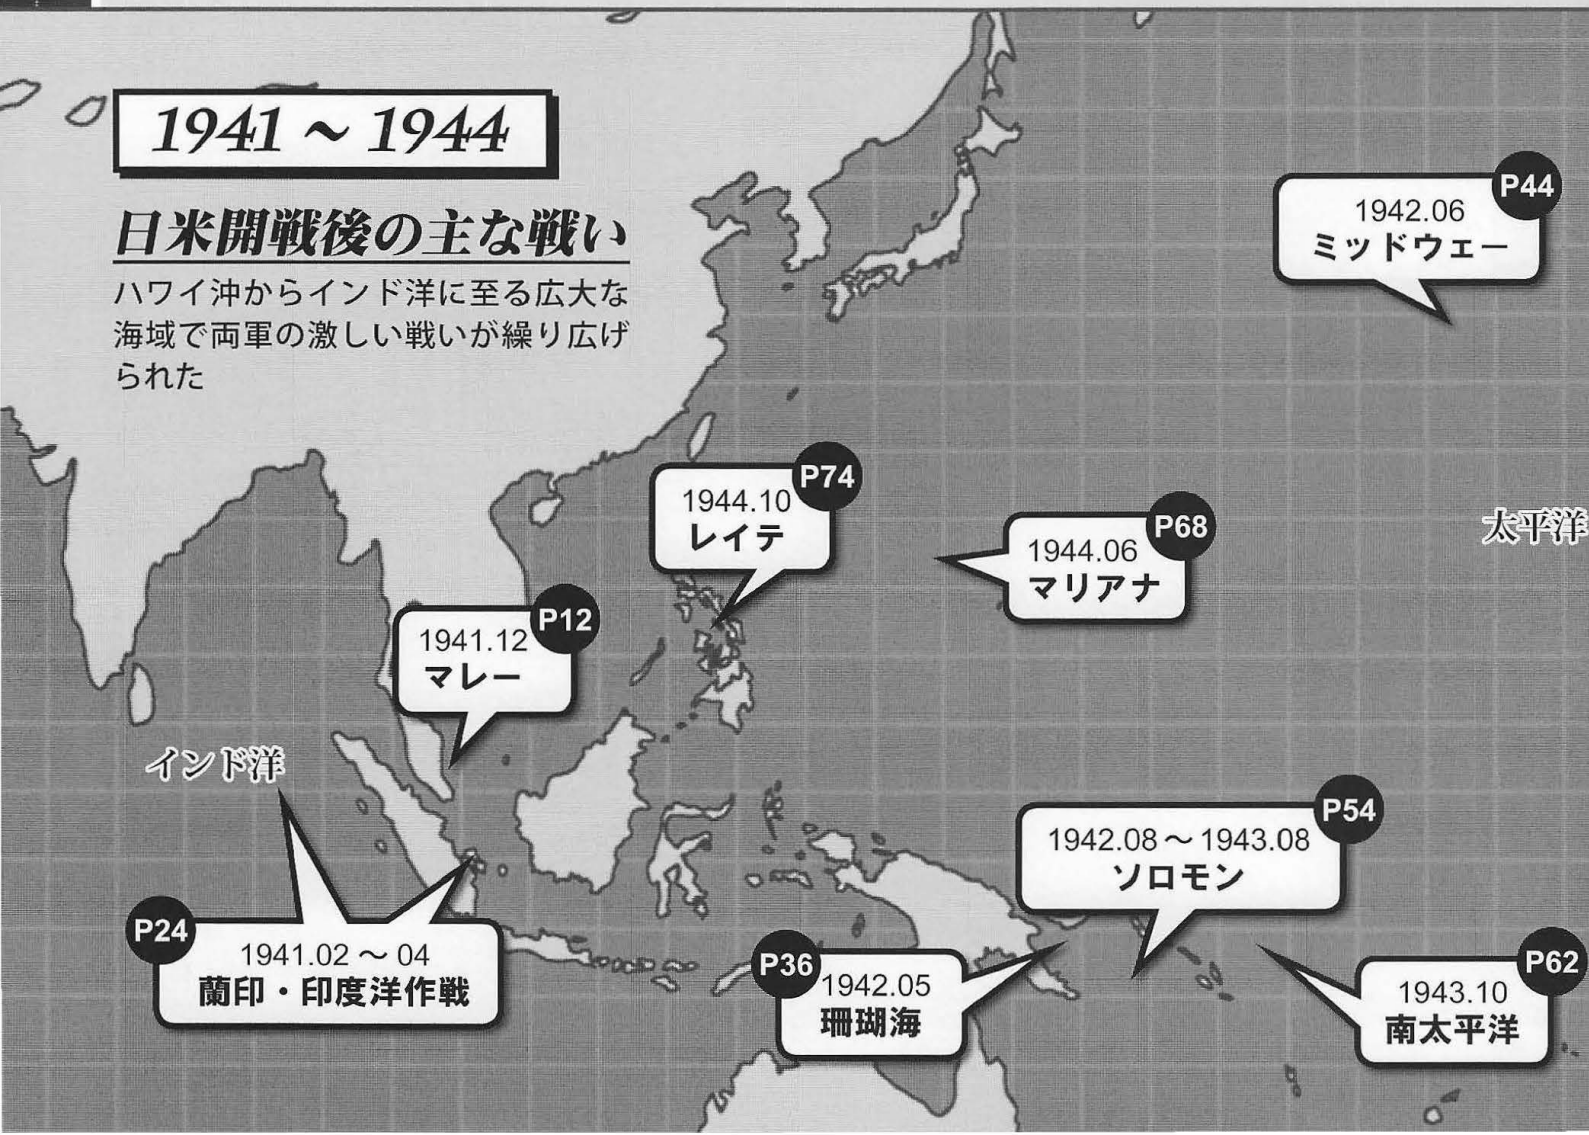 1941～1944
日米開戦後の主な戦い
ハワイ沖からインド洋に至る広大な
海域で両軍の激しい戦いが繰り広げ
られた
P44
1942.06
ミッドウェー
P74
1944.10
レイテ
P68
1944.06
マリアナ
太平洋
P12
1941.12
マレー
インド洋
P54
1942.08～1943.08
ソロモン
P24
1941.02～04
蘭印・印度洋作戦
P36
1942.05
珊瑚海
P62
1943.10
南太平洋